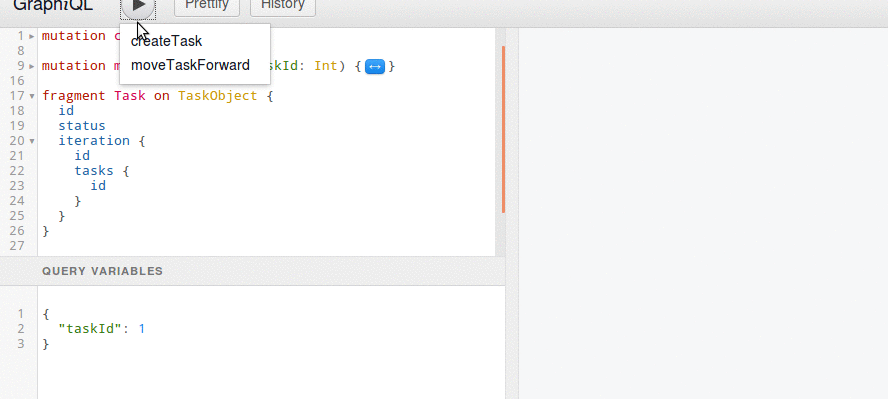 GraphiQL Prettify History
createTask
moveTaskForward
1 mutation c
8
9 mutation m skId: Int) { ↔ }
16
17 fragment Task on TaskObject {
18 id
19 status
20 iteration {
21 id
22 tasks {
23 id
24 }
25 }
26 }
27
QUERY VARIABLES
1 {
2 "taskId": 1
3 }